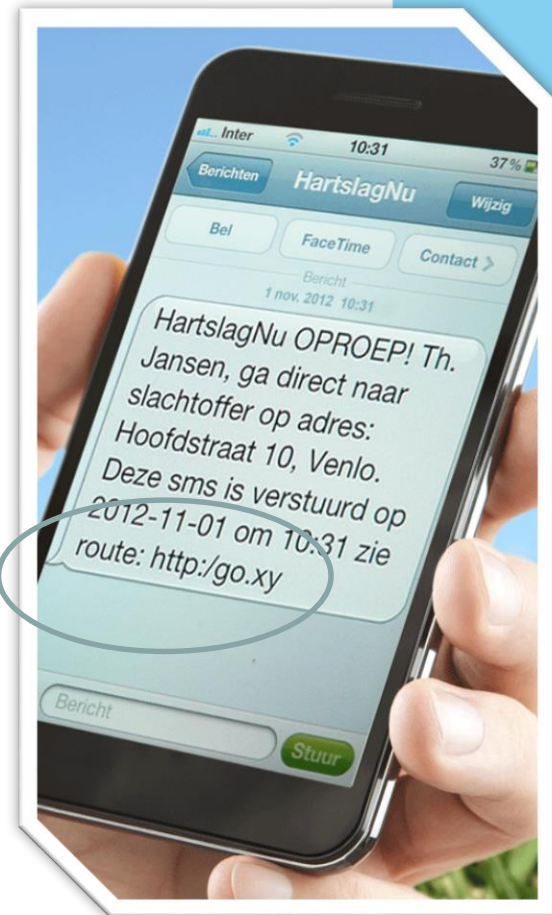 Inter 10:31 37%
Berichten HartslagNu Wijzig
Bel FaceTime Contact >
Bericht
1 nov. 2012 10:31
HartslagNu OPROEP! Th.
Jansen, ga direct naar
slachtoffer op adres:
Hoofdstraat 10, Venlo.
Deze sms is verstuurd op
2012-11-01 om 10:31 zie
route: http:/go.xy
Bericht Stuur